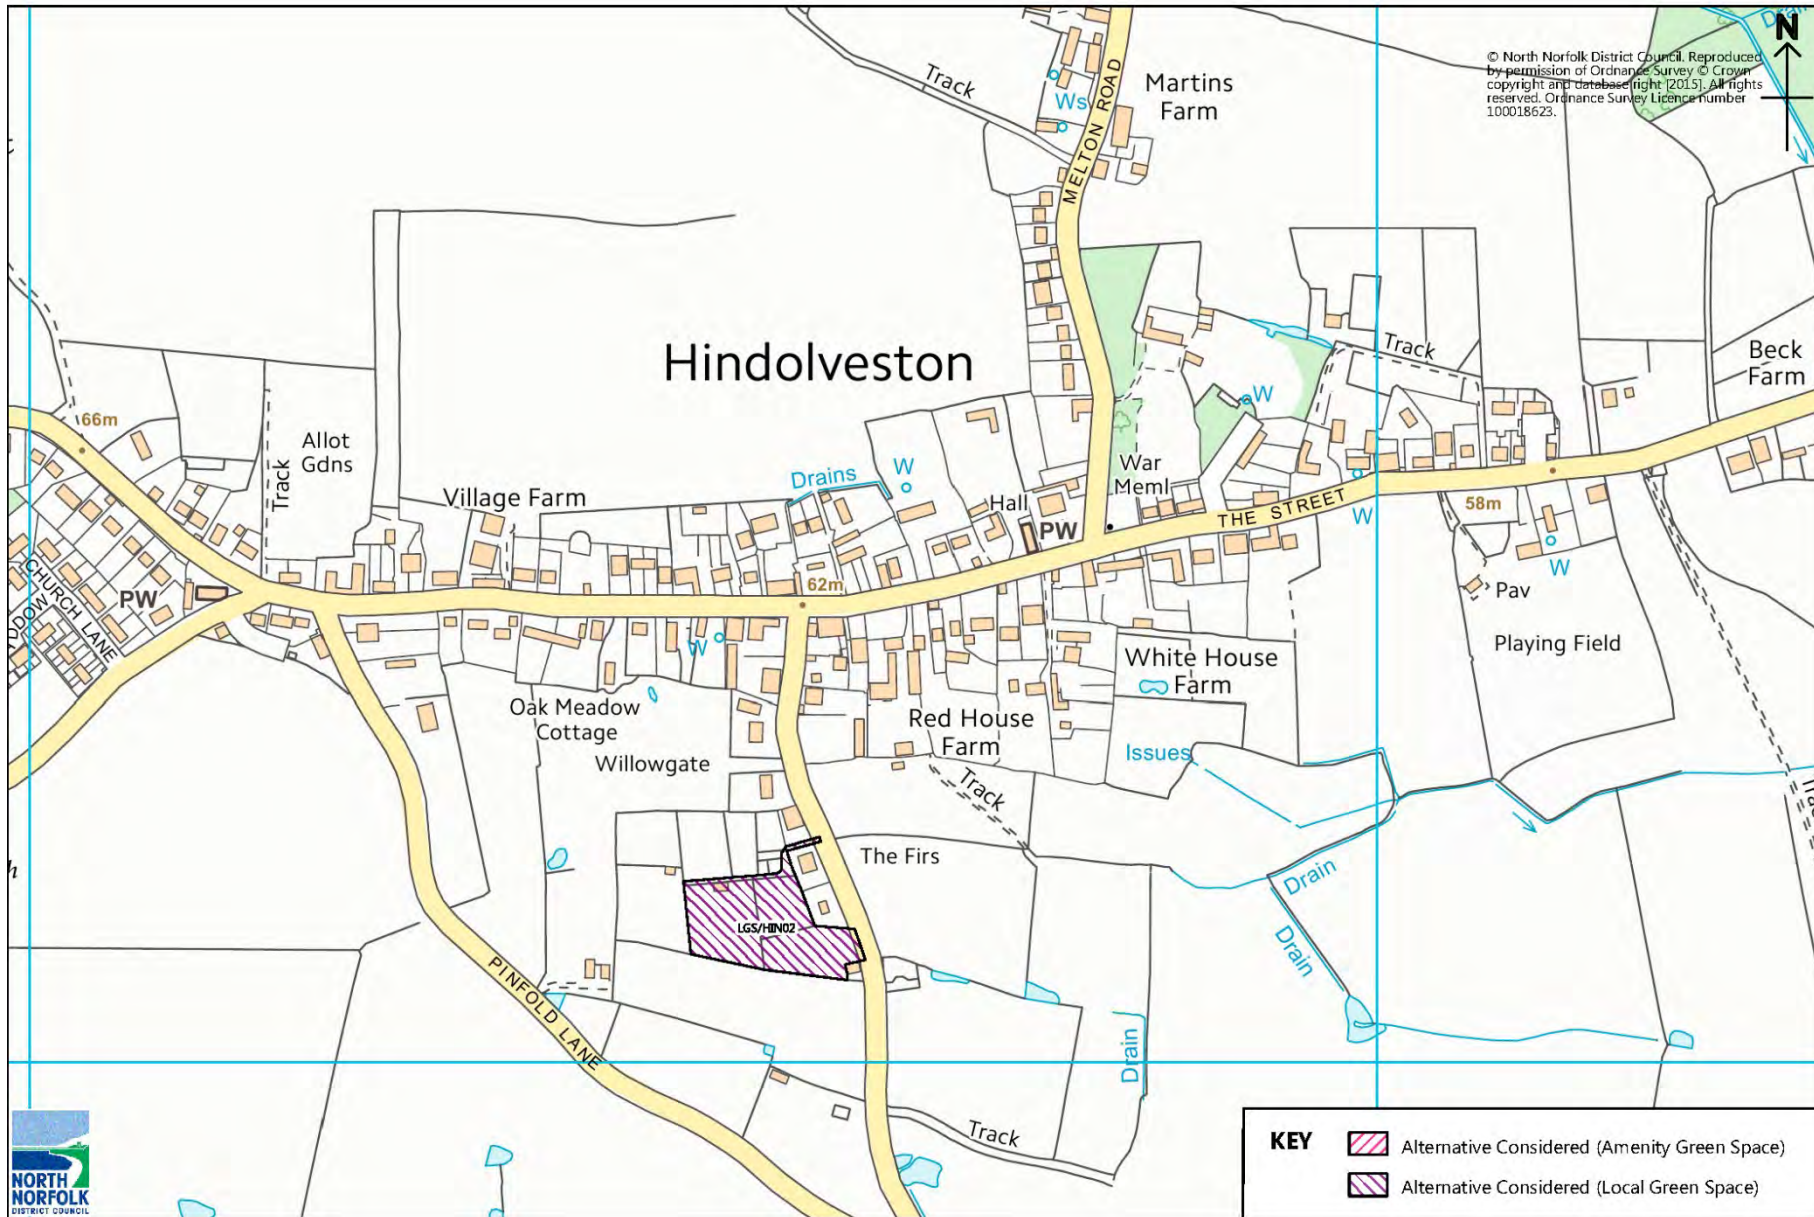 Drain
N
© North Norfolk District Council. Reproduced
by permission of Ordnance Survey © Crown
copyright and database right [2015]. All rights
reserved. Ordnance Survey Licence number
100018623.
Track
Ws
MELTON ROAD
Martins
Farm
Hindolveston
Track
Beck
Farm
66m
Allot
Gdns
Track
Village Farm
Drains
W
Hall
PW
War
Meml
W
THE STREET
W
58m
W
Pav
Playing Field
CHURCH LANE
PW
62m
W
Oak Meadow
Cottage
Willowgate
White House
Farm
Red House
Farm
Issues
Track
The Firs
LGS/HIN02
Drain
Drain
Drain
PINFOLD LANE
Track
NORTH
NORFOLK
DISTRICT COUNCIL
KEY
Alternative Considered (Amenity Green Space)
Alternative Considered (Local Green Space)